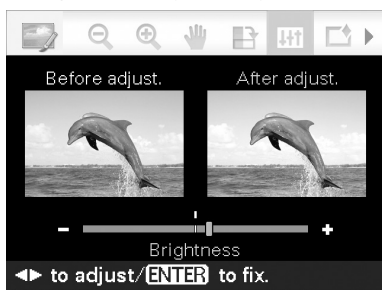 Before adjust. After adjust.
- +
Brightness
◄► to adjust/ENTER to fix.